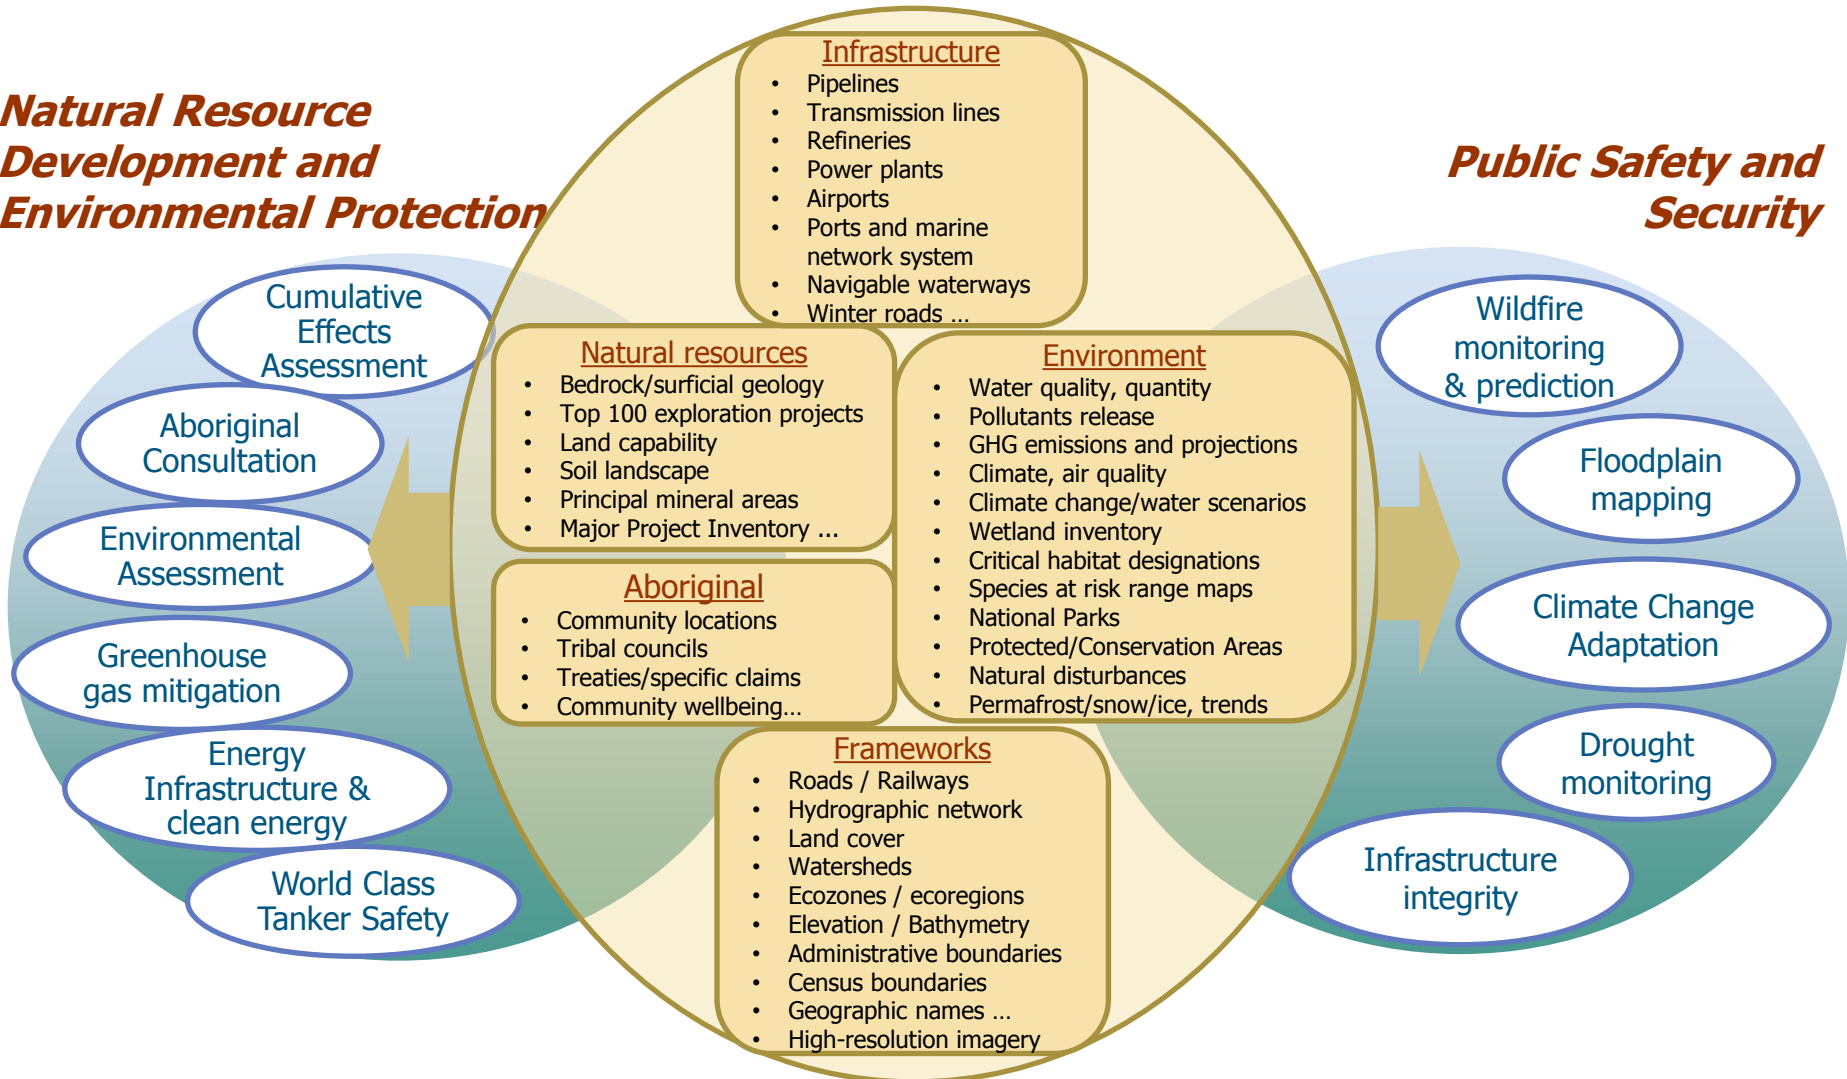 Natural Resource
Development and
Environmental Protection
Cumulative
Effects
Assessment
Aboriginal
Consultation
Environmental
Assessment
Greenhouse
gas mitigation
Energy
Infrastructure &
clean energy
World Class
Tanker Safety
Infrastructure
• Pipelines
• Transmission lines
• Refineries
• Power plants
• Airports
• Ports and marine
network system
• Navigable waterways
• Winter roads …
Natural resources
• Bedrock/surficial geology
• Top 100 exploration projects
• Land capability
• Soil landscape
• Principal mineral areas
• Major Project Inventory ...
Aboriginal
• Community locations
• Tribal councils
• Treaties/specific claims
• Community wellbeing…
Environment
• Water quality, quantity
• Pollutants release
• GHG emissions and projections
• Climate, air quality
• Climate change/water scenarios
• Wetland inventory
• Critical habitat designations
• Species at risk range maps
• National Parks
• Protected/Conservation Areas
• Natural disturbances
• Permafrost/snow/ice, trends
Frameworks
• Roads / Railways
• Hydrographic network
• Land cover
• Watersheds
• Ecozones / ecoregions
• Elevation / Bathymetry
• Administrative boundaries
• Census boundaries
• Geographic names …
• High-resolution imagery
Public Safety and
Security
Wildfire
monitoring
& prediction
Floodplain
mapping
Climate Change
Adaptation
Drought
monitoring
Infrastructure
integrity